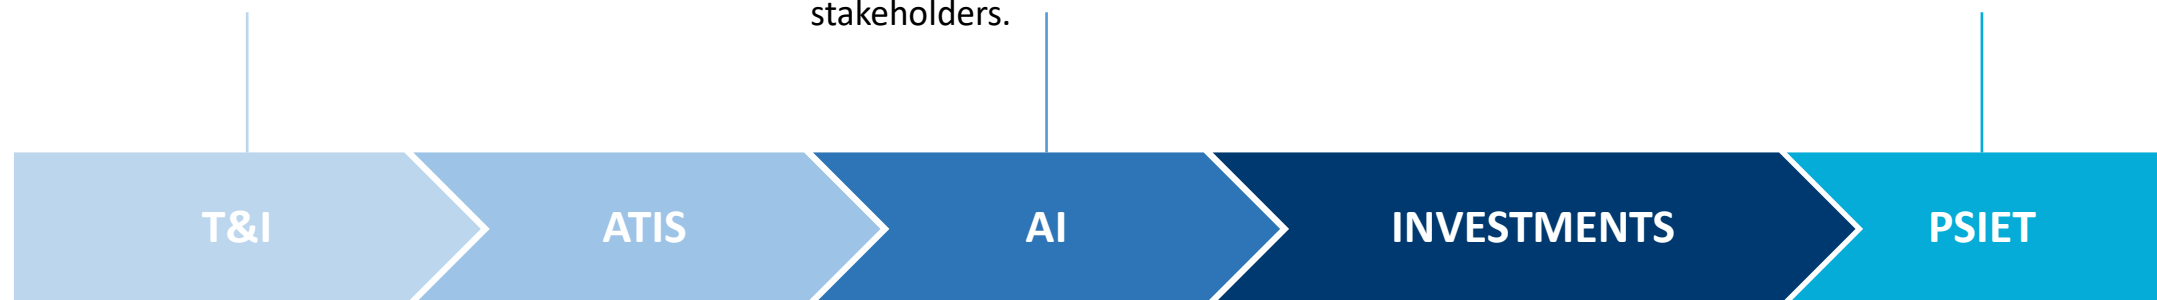 stakeholders.
T&I
ATIS
AI
INVESTMENTS
PSIET